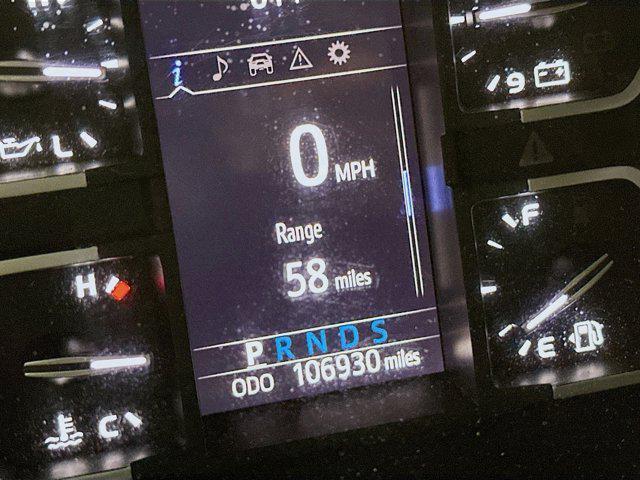 0 MPH
Range
58 miles
P R N D S
ODO 106930 miles
L
H
C
9
F
E